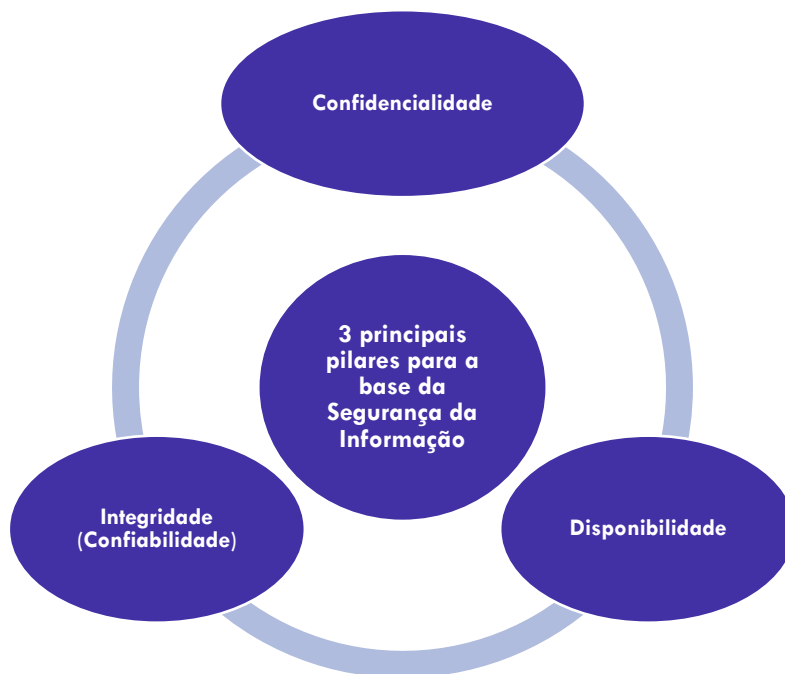 Confidencialidade
3 principais
pilares para a
base da
Segurança da
Informação
Integridade
(Confiabilidade)
Disponibilidade